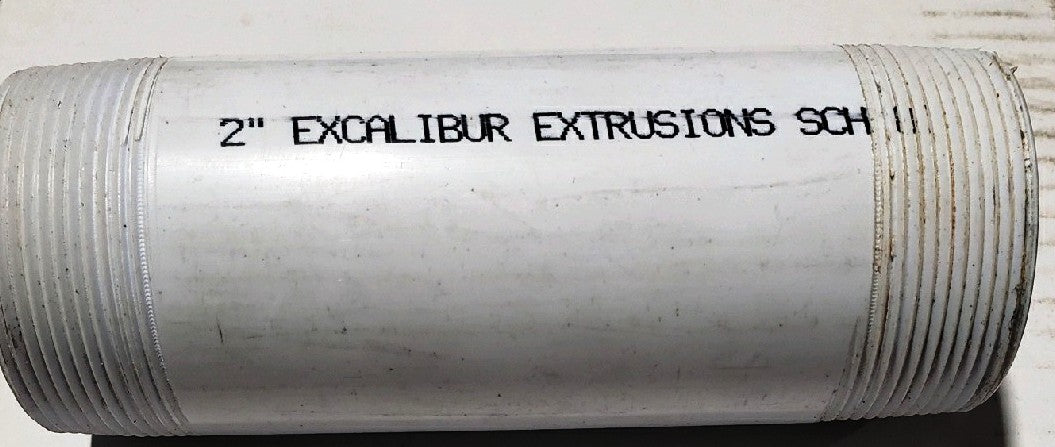 2" EXCALIBUR EXTRUSIONS SCH